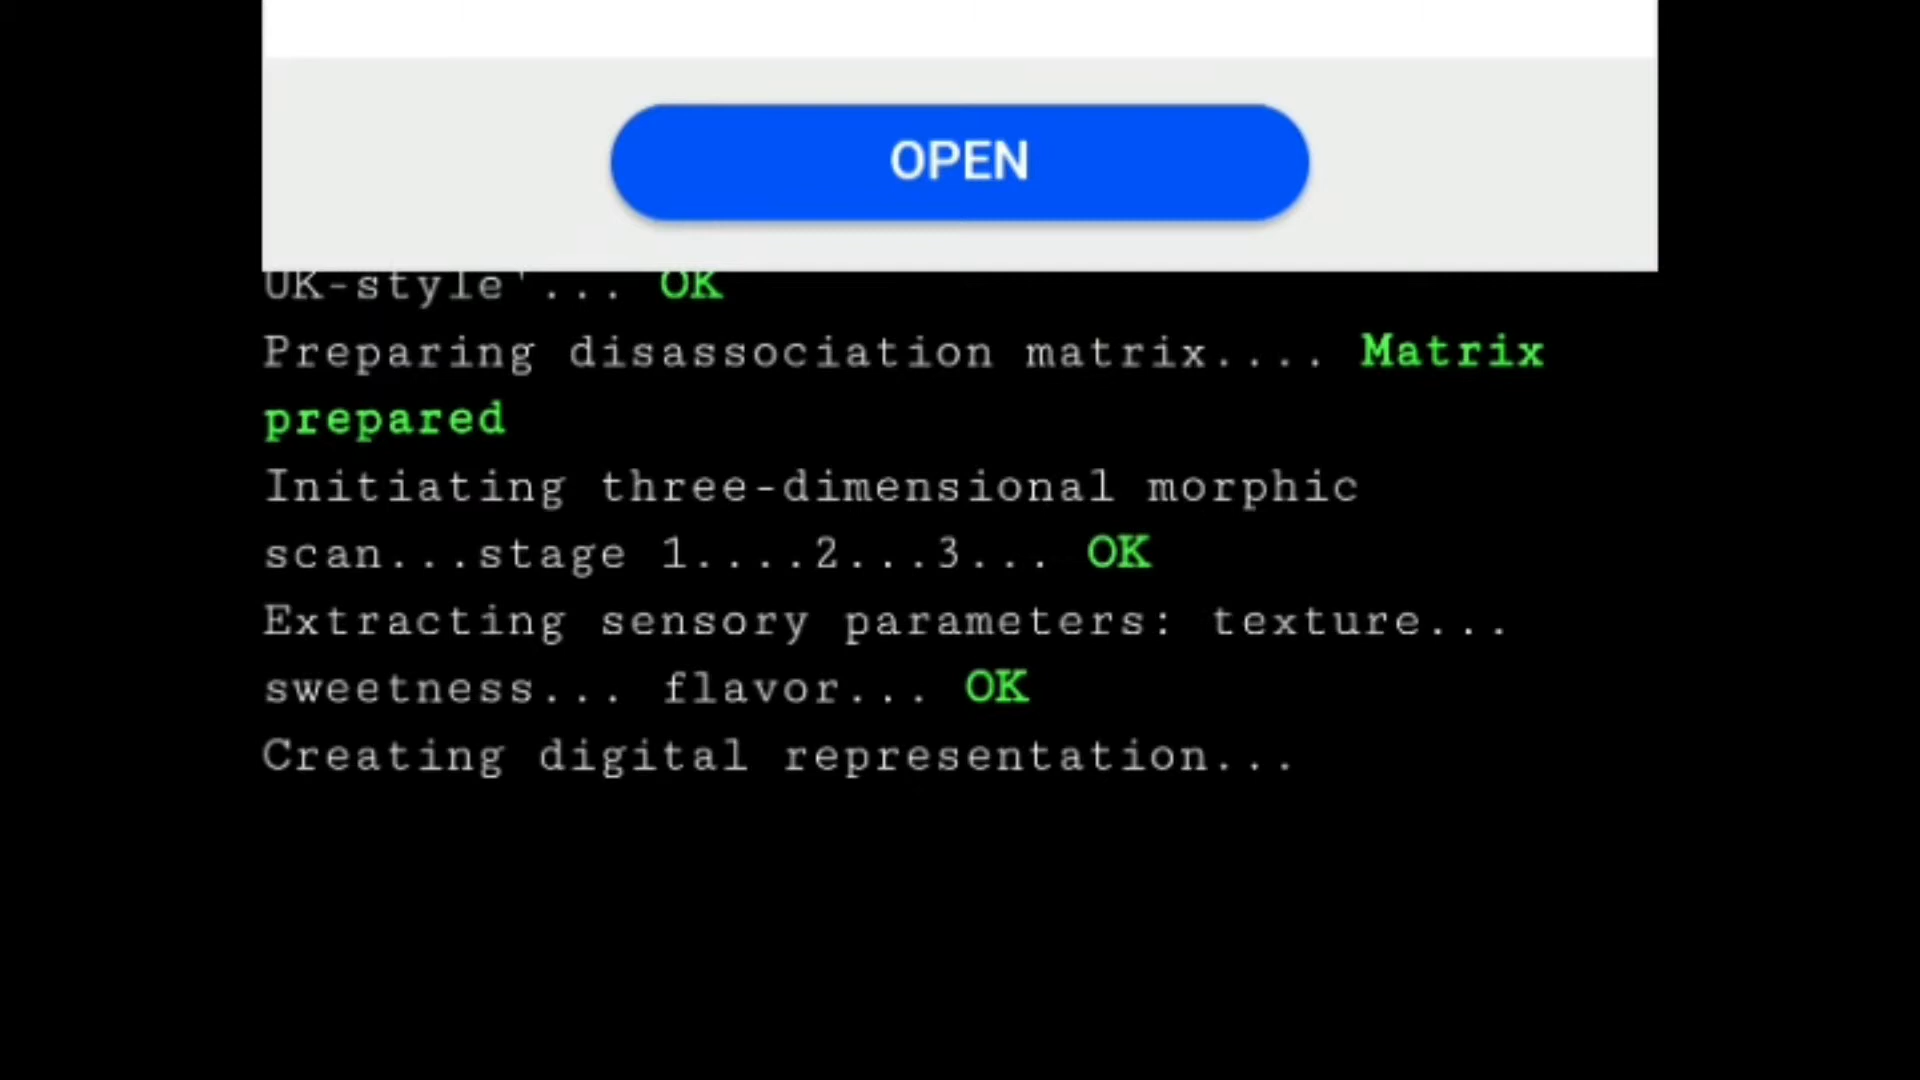 OPEN
UK-style'... OK
Preparing disassociation matrix.... Matrix
prepared
Initiating three-dimensional morphic
scan...stage 1....2...3... OK
Extracting sensory parameters: texture...
sweetness... flavor... OK
Creating digital representation...